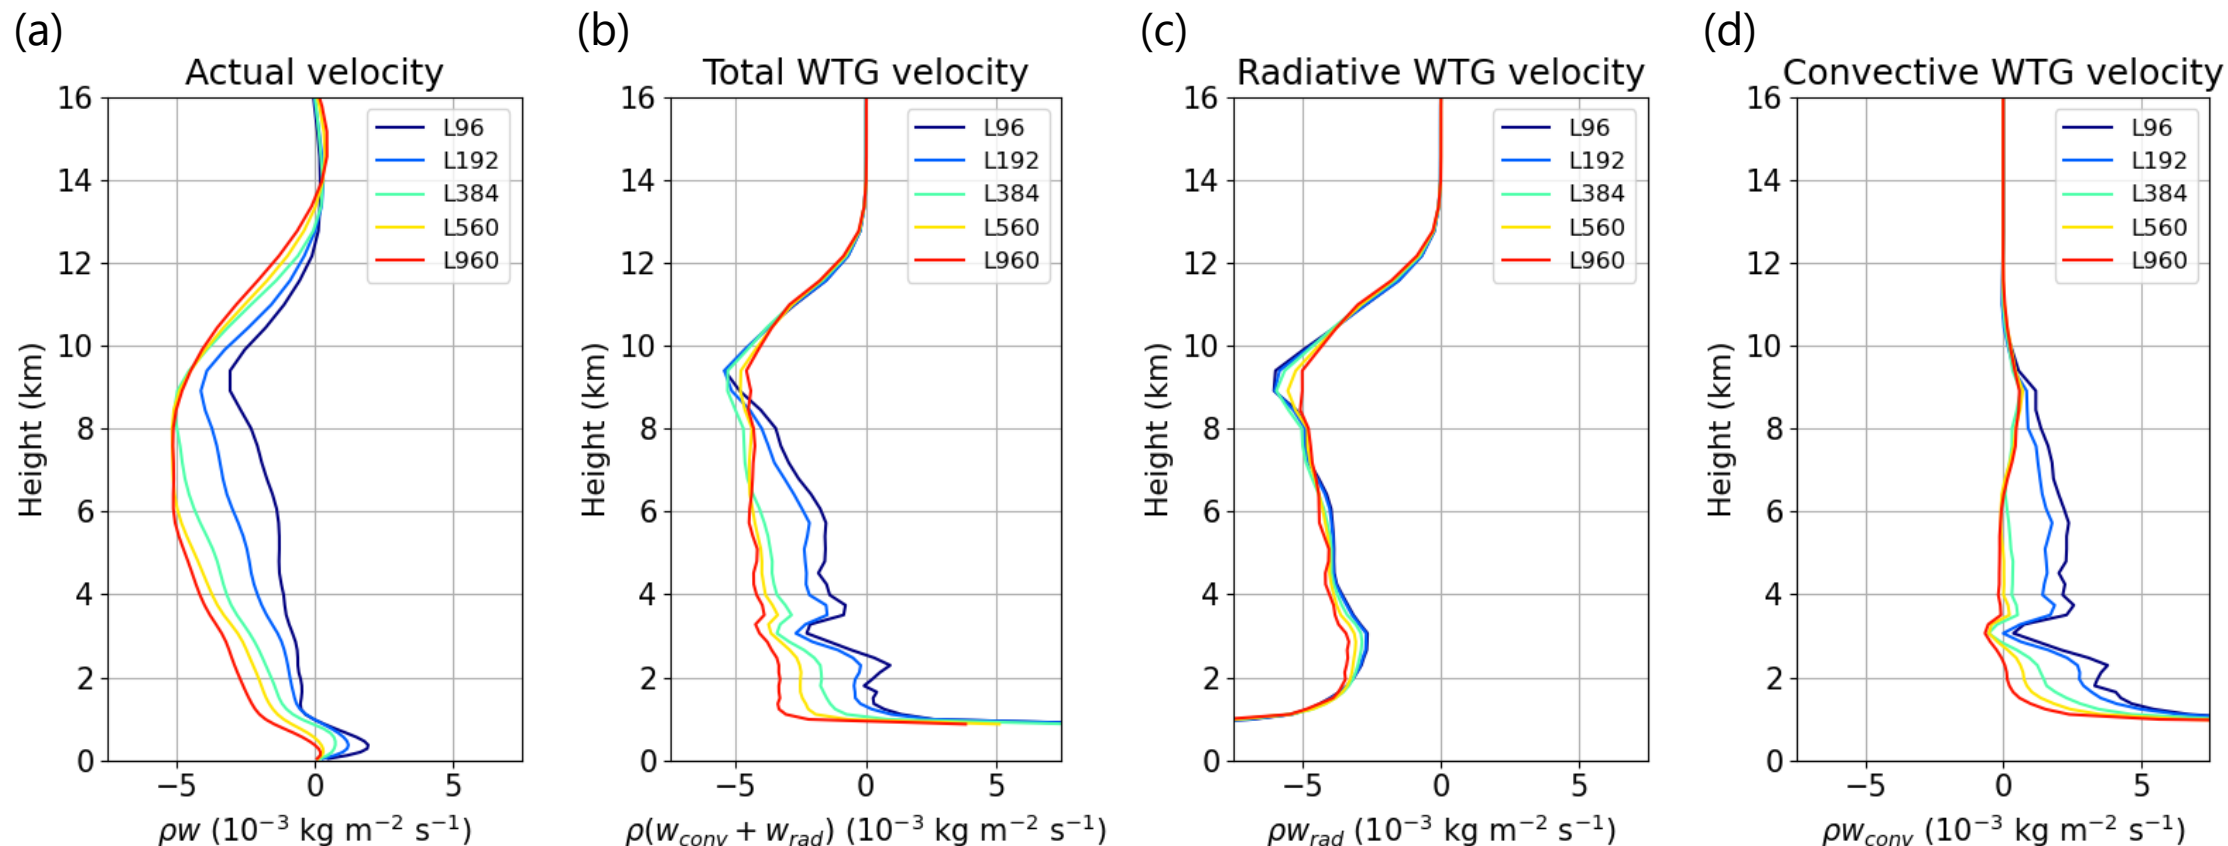 (a)
Actual velocity
16
14
12
10
8
6
4
2
0
Height (km)
−5 0 5
ρw (10⁻³ kg m⁻² s⁻¹)
L96
L192
L384
L560
L960
(b)
Total WTG velocity
16
14
12
10
8
6
4
2
0
Height (km)
−5 0 5
ρ(w_conv + w_rad) (10⁻³ kg m⁻² s⁻¹)
L96
L192
L384
L560
L960
(c)
Radiative WTG velocity
16
14
12
10
8
6
4
2
0
Height (km)
−5 0 5
ρw_rad (10⁻³ kg m⁻² s⁻¹)
L96
L192
L384
L560
L960
(d)
Convective WTG velocity
16
14
12
10
8
6
4
2
0
Height (km)
−5 0 5
ρw_conv (10⁻³ kg m⁻² s⁻¹)
L96
L192
L384
L560
L960